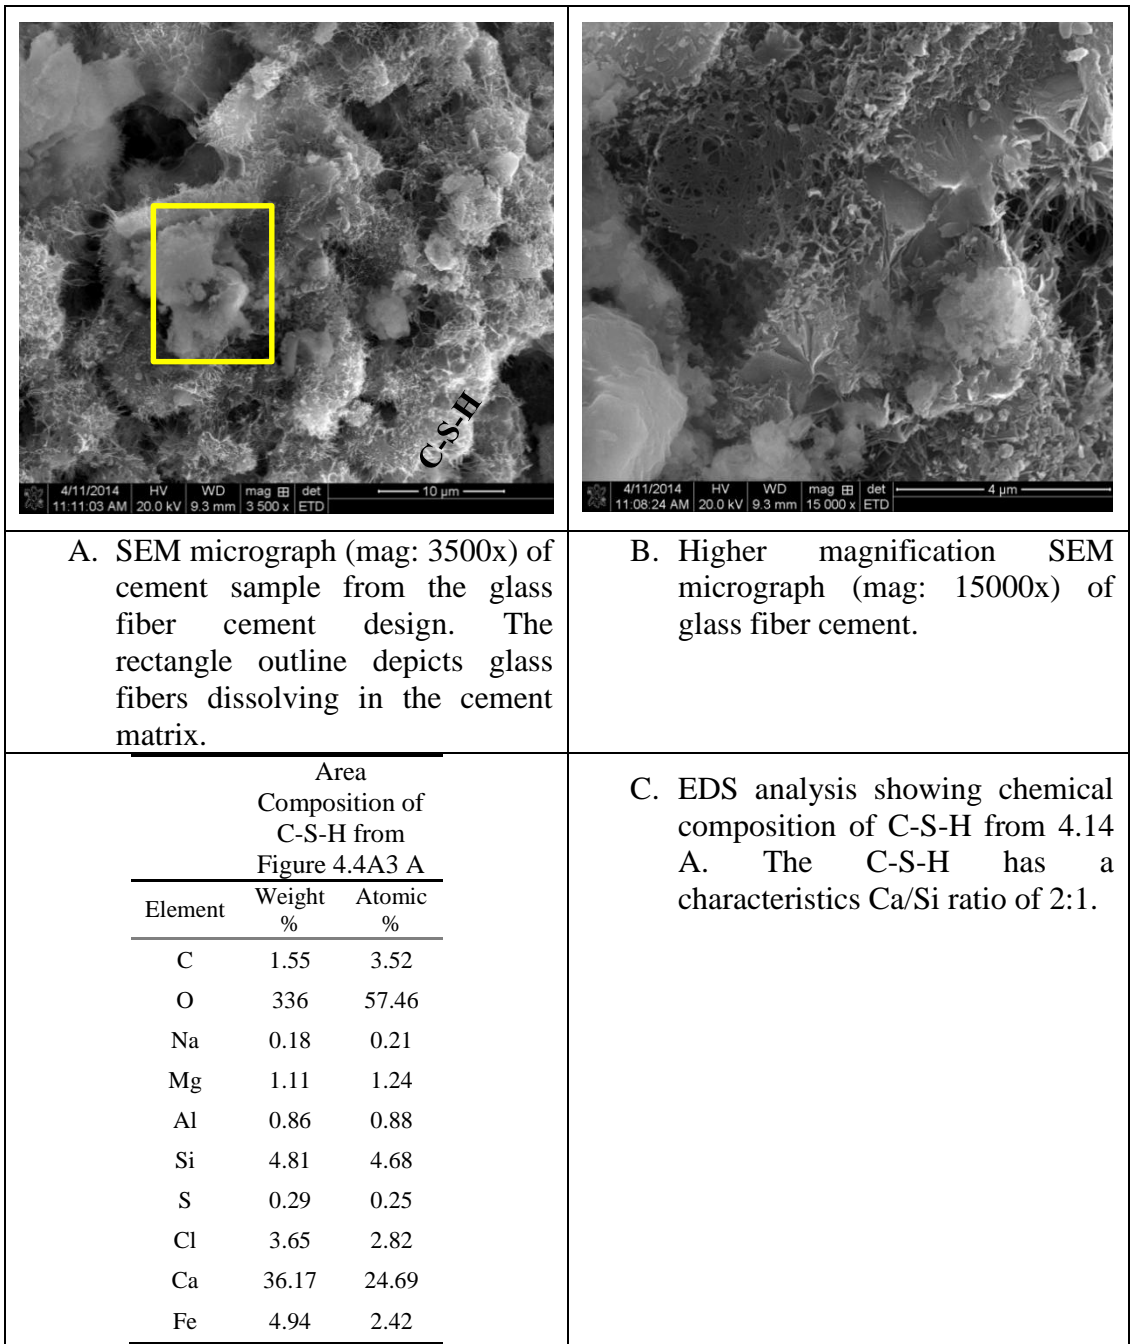 C-S-H
4/11/2014 HV WD mag det 10 µm
11:11:03 AM 20.0 kV 9.3 mm 3 500 x ETD
4/11/2014 HV WD mag det 4 µm
11:08:24 AM 20.0 kV 9.3 mm 15 000 x ETD
A. SEM micrograph (mag: 3500x) of
cement sample from the glass
fiber cement design. The
rectangle outline depicts glass
fibers dissolving in the cement
matrix.
B. Higher magnification SEM
micrograph (mag: 15000x) of
glass fiber cement.
Area
Composition of
C-S-H from
Figure 4.4A3 A
Element Weight % Atomic %
C 1.55 3.52
O 336 57.46
Na 0.18 0.21
Mg 1.11 1.24
Al 0.86 0.88
Si 4.81 4.68
S 0.29 0.25
Cl 3.65 2.82
Ca 36.17 24.69
Fe 4.94 2.42
C. EDS analysis showing chemical
composition of C-S-H from 4.14
A. The C-S-H has a
characteristics Ca/Si ratio of 2:1.